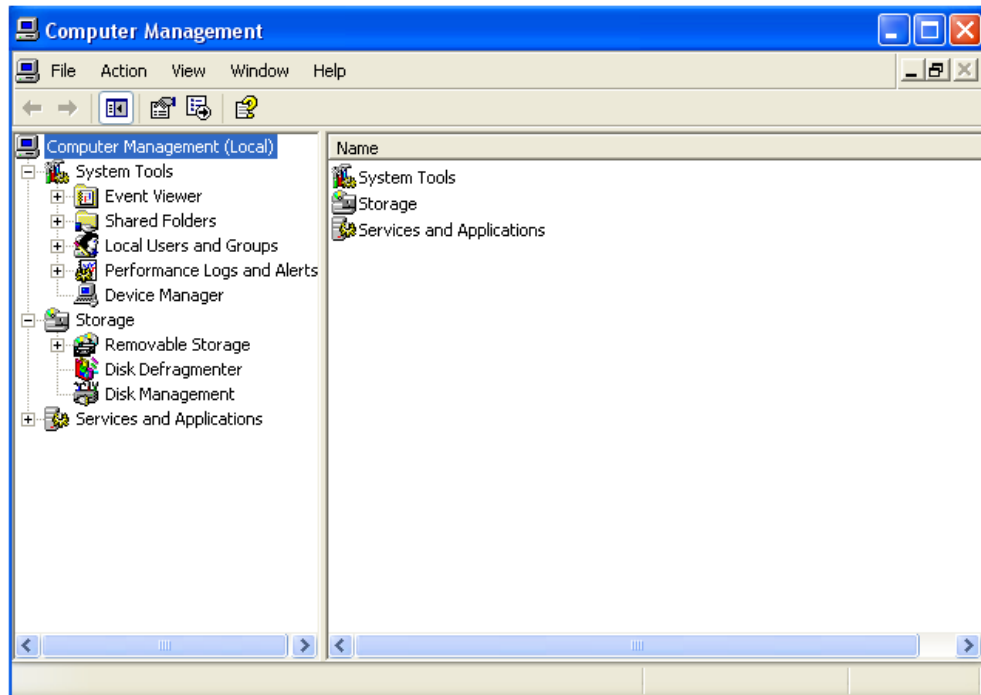 Computer Management
File Action View Window Help
Computer Management (Local)
System Tools
Event Viewer
Shared Folders
Local Users and Groups
Performance Logs and Alerts
Device Manager
Storage
Removable Storage
Disk Defragmenter
Disk Management
Services and Applications
Name
System Tools
Storage
Services and Applications